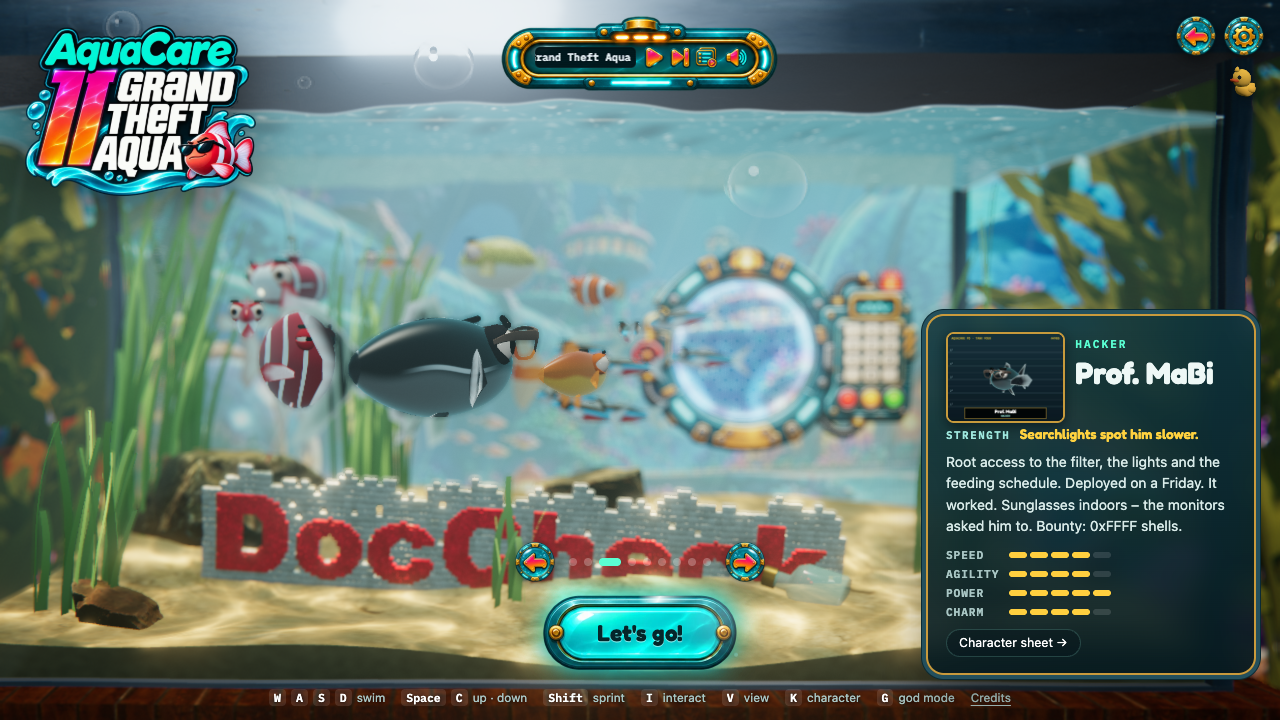 AquaCare
11 GRAND
THEFT
AQUA
rand Theft Aqua
HACKER
Prof. MaBi
Prof. MaBi
STRENGTH Searchlights spot him slower.
Root access to the filter, the lights and the
feeding schedule. Deployed on a Friday. It
worked. Sunglasses indoors – the monitors
asked him to. Bounty: 0xFFFF shells.
SPEED
AGILITY
POWER
CHARM
Character sheet →
DocCheck
Let's go!
W A S D swim Space C up · down Shift sprint I interact V view K character G god mode Credits